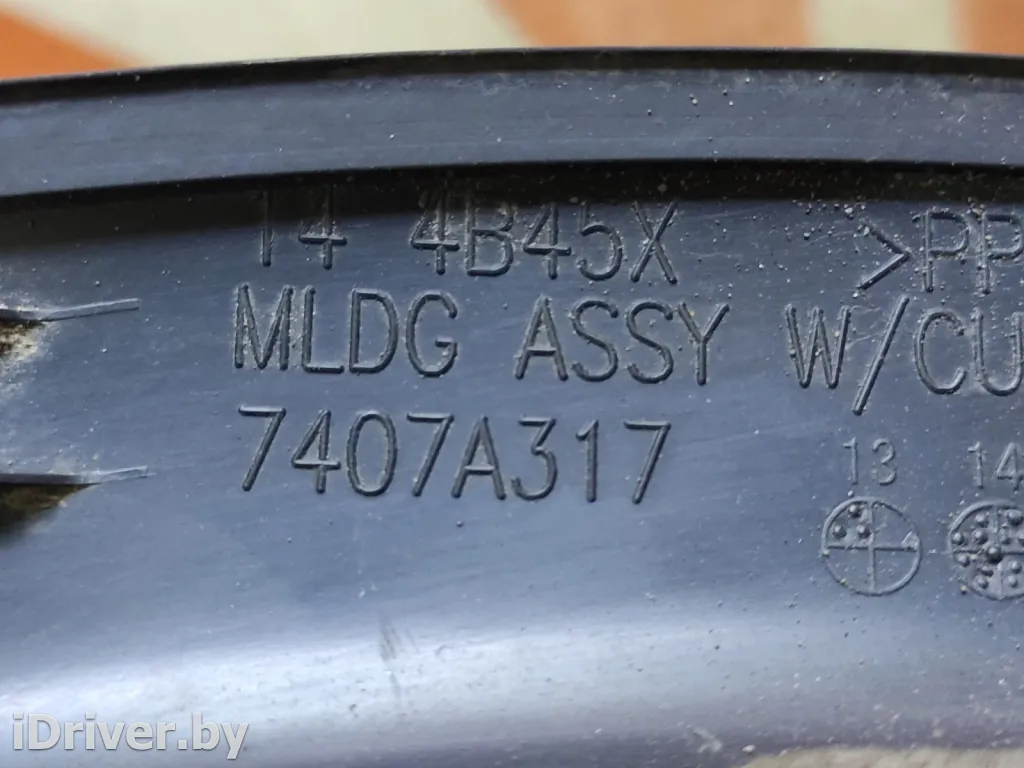 14 4B45X >PP
MLDG ASSY W/CU
7407A317
13 14
iDriver.by